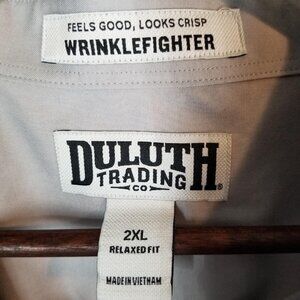 FEELS GOOD, LOOKS CRISP
WRINKLEFIGHTER
DULUTH
TRADING
CO
®
2XL
RELAXED FIT
MADE IN VIETNAM